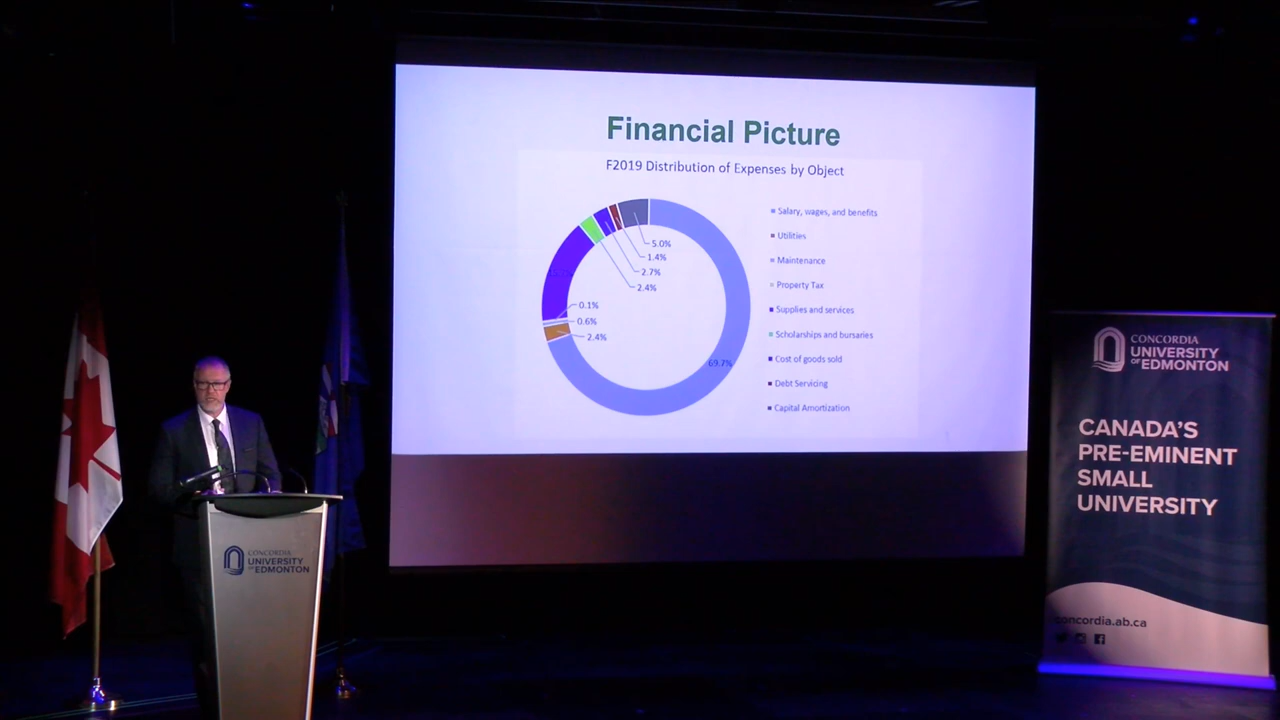 Financial Picture
F2019 Distribution of Expenses by Object
5.0%
1.4%
2.7%
2.4%
0.1%
0.6%
2.4%
69.7%
Salary, wages, and benefits
Utilities
Maintenance
Property Tax
Supplies and services
Scholarships and bursaries
Cost of goods sold
Debt Servicing
Capital Amortization
CONCORDIA
UNIVERSITY
OF EDMONTON
CONCORDIA
UNIVERSITY
OF EDMONTON
CANADA'S
PRE-EMINENT
SMALL
UNIVERSITY
concordia.ab.ca